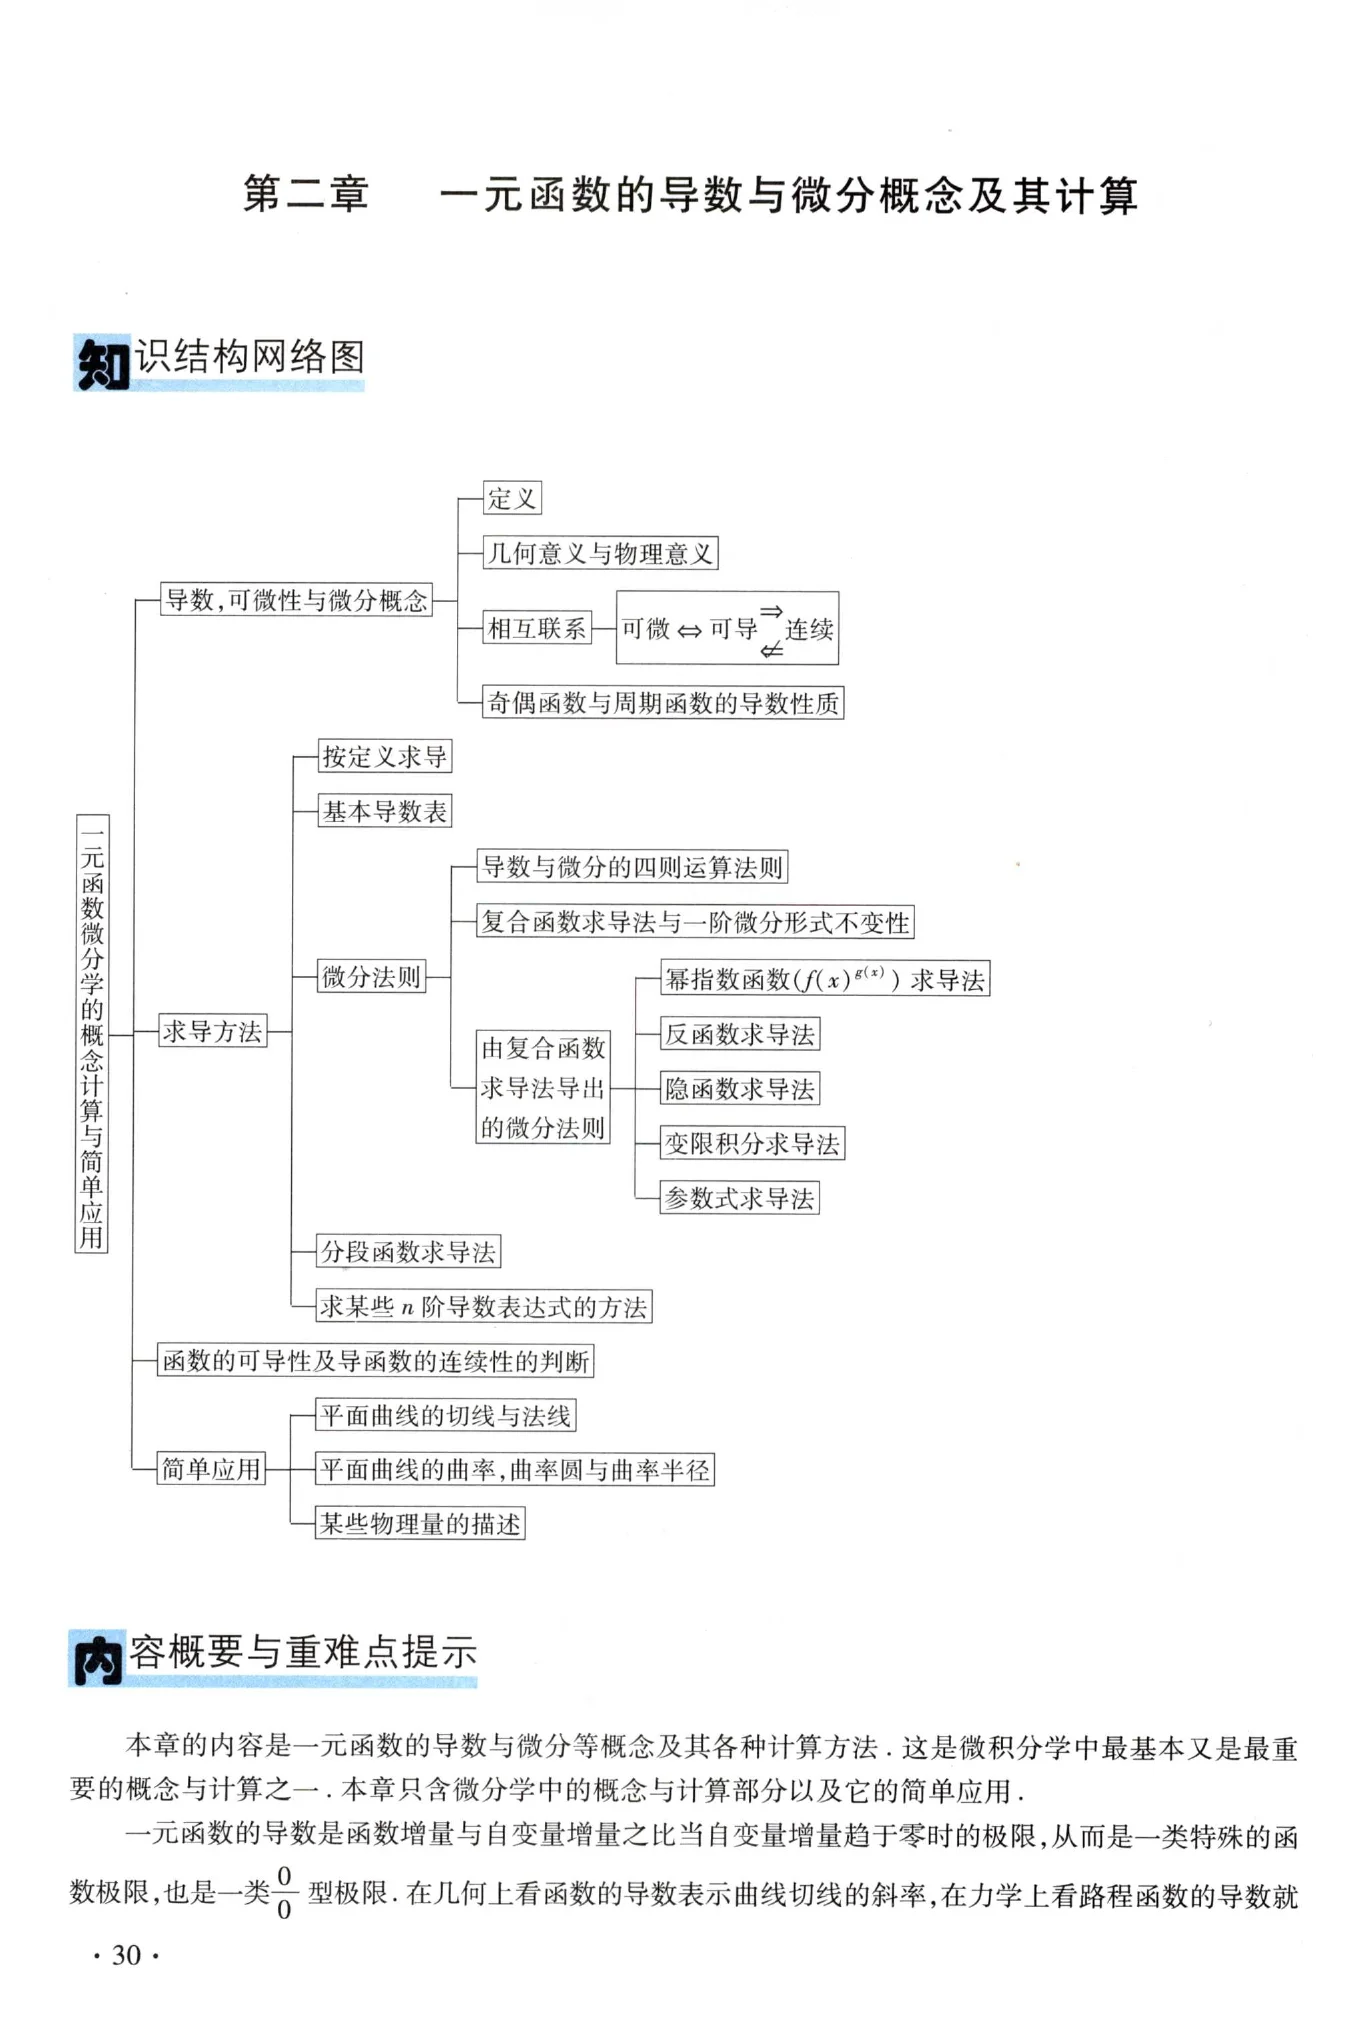 第二章 一元函数的导数与微分概念及其计算
知识结构网络图
定义
几何意义与物理意义
导数,可微性与微分概念
相互联系
可微⇔可导⇒连续
⇍
奇偶函数与周期函数的导数性质
按定义求导
基本导数表
导数与微分的四则运算法则
复合函数求导法与一阶微分形式不变性
微分法则
幂指数函数(f(x)^{g(x)})求导法
一元函数微分学的概念计算与简单应用
求导方法
反函数求导法
由复合函数
求导法导出
的微分法则
隐函数求导法
变限积分求导法
参数式求导法
分段函数求导法
求某些 n 阶导数表达式的方法
函数的可导性及导函数的连续性的判断
平面曲线的切线与法线
简单应用
平面曲线的曲率,曲率圆与曲率半径
某些物理量的描述
内容概要与重难点提示
本章的内容是一元函数的导数与微分等概念及其各种计算方法.这是微积分学中最基本又是最重
要的概念与计算之一.本章只含微分学中的概念与计算部分以及它的简单应用.
一元函数的导数是函数增量与自变量增量之比当自变量增量趋于零时的极限,从而是一类特殊的函
数极限,也是一类0/0型极限.在几何上看函数的导数表示曲线切线的斜率,在力学上看路程函数的导数就
·30·